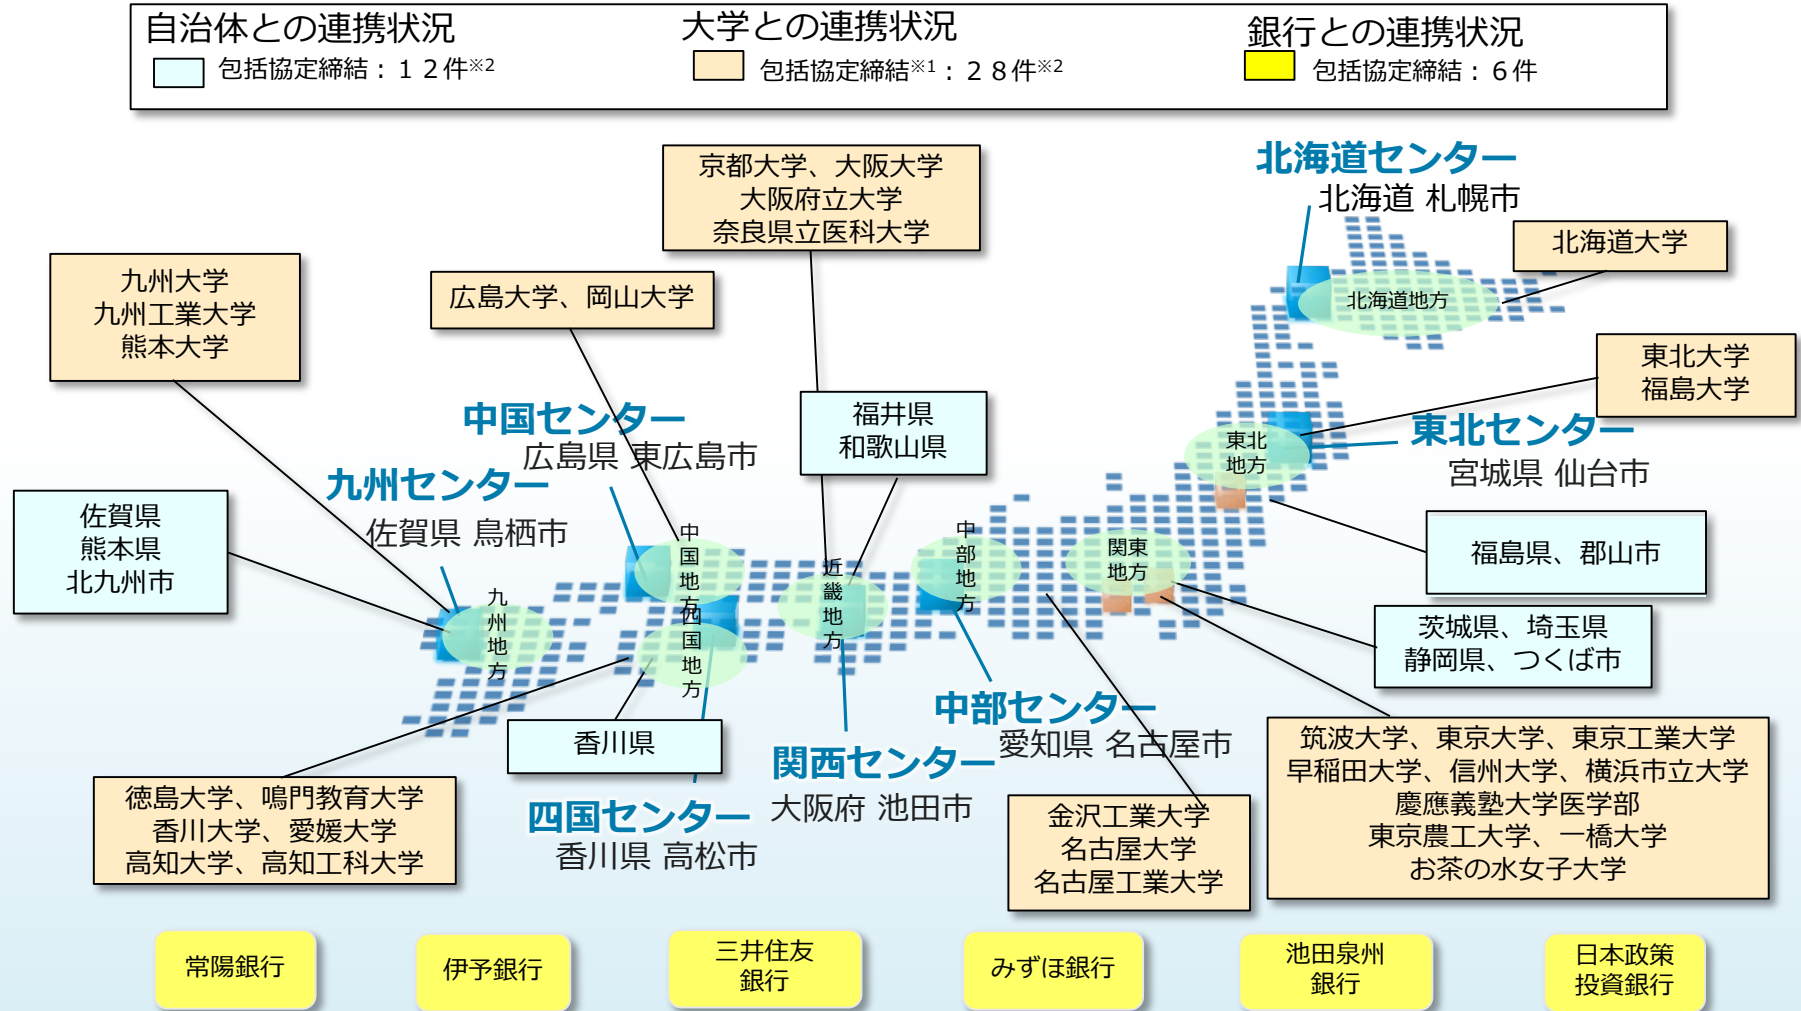 自治体との連携状況
包括協定締結：１２件※2
大学との連携状況
包括協定締結※1：２８件※2
銀行との連携状況
包括協定締結：６件
京都大学、大阪大学
大阪府立大学
奈良県立医科大学
北海道センター
北海道 札幌市
北海道大学
北海道地方
九州大学
九州工業大学
熊本大学
広島大学、岡山大学
東北大学
福島大学
中国センター
広島県 東広島市
福井県
和歌山県
東北
地方
東北センター
宮城県 仙台市
九州センター
佐賀県 鳥栖市
佐賀県
熊本県
北九州市
中国地方
近畿地方
中部地方
関東
地方
福島県、郡山市
九州地方
四国地方
茨城県、埼玉県
静岡県、つくば市
香川県
中部センター
愛知県 名古屋市
関西センター
大阪府 池田市
四国センター
香川県 高松市
徳島大学、鳴門教育大学
香川大学、愛媛大学
高知大学、高知工科大学
金沢工業大学
名古屋大学
名古屋工業大学
筑波大学、東京大学、東京工業大学
早稲田大学、信州大学、横浜市立大学
慶應義塾大学医学部
東京農工大学、一橋大学
お茶の水女子大学
常陽銀行
伊予銀行
三井住友
銀行
みずほ銀行
池田泉州
銀行
日本政策
投資銀行